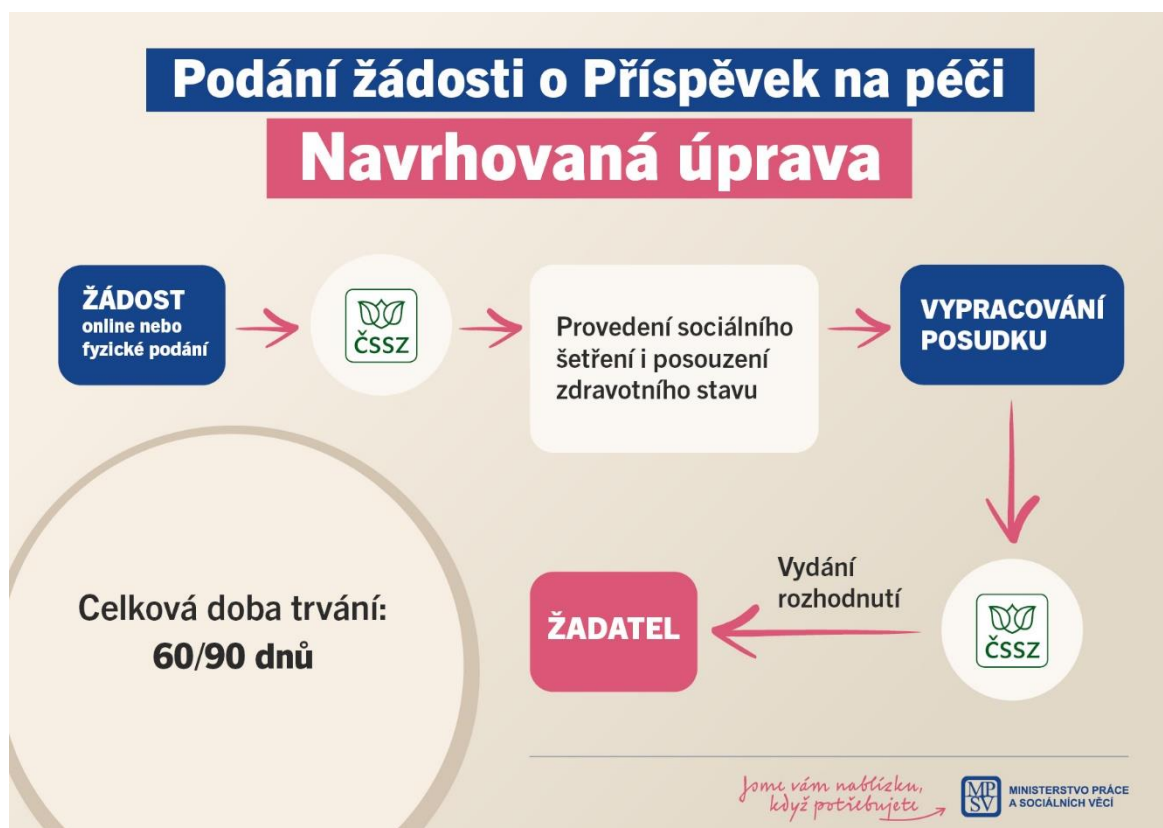 Podání žádosti o Příspěvek na péči
Navrhovaná úprava
ŽÁDOST
online nebo
fyzické podání
ČSSZ
Provedení sociálního
šetření i posouzení
zdravotního stavu
VYPRACOVÁNÍ
POSUDKU
Celková doba trvání:
60/90 dnů
ŽADATEL
Vydání
rozhodnutí
ČSSZ
Jsme vám nablízku,
když potřebujete
MP
SV
MINISTERSTVO PRÁCE
A SOCIÁLNÍCH VĚCÍ